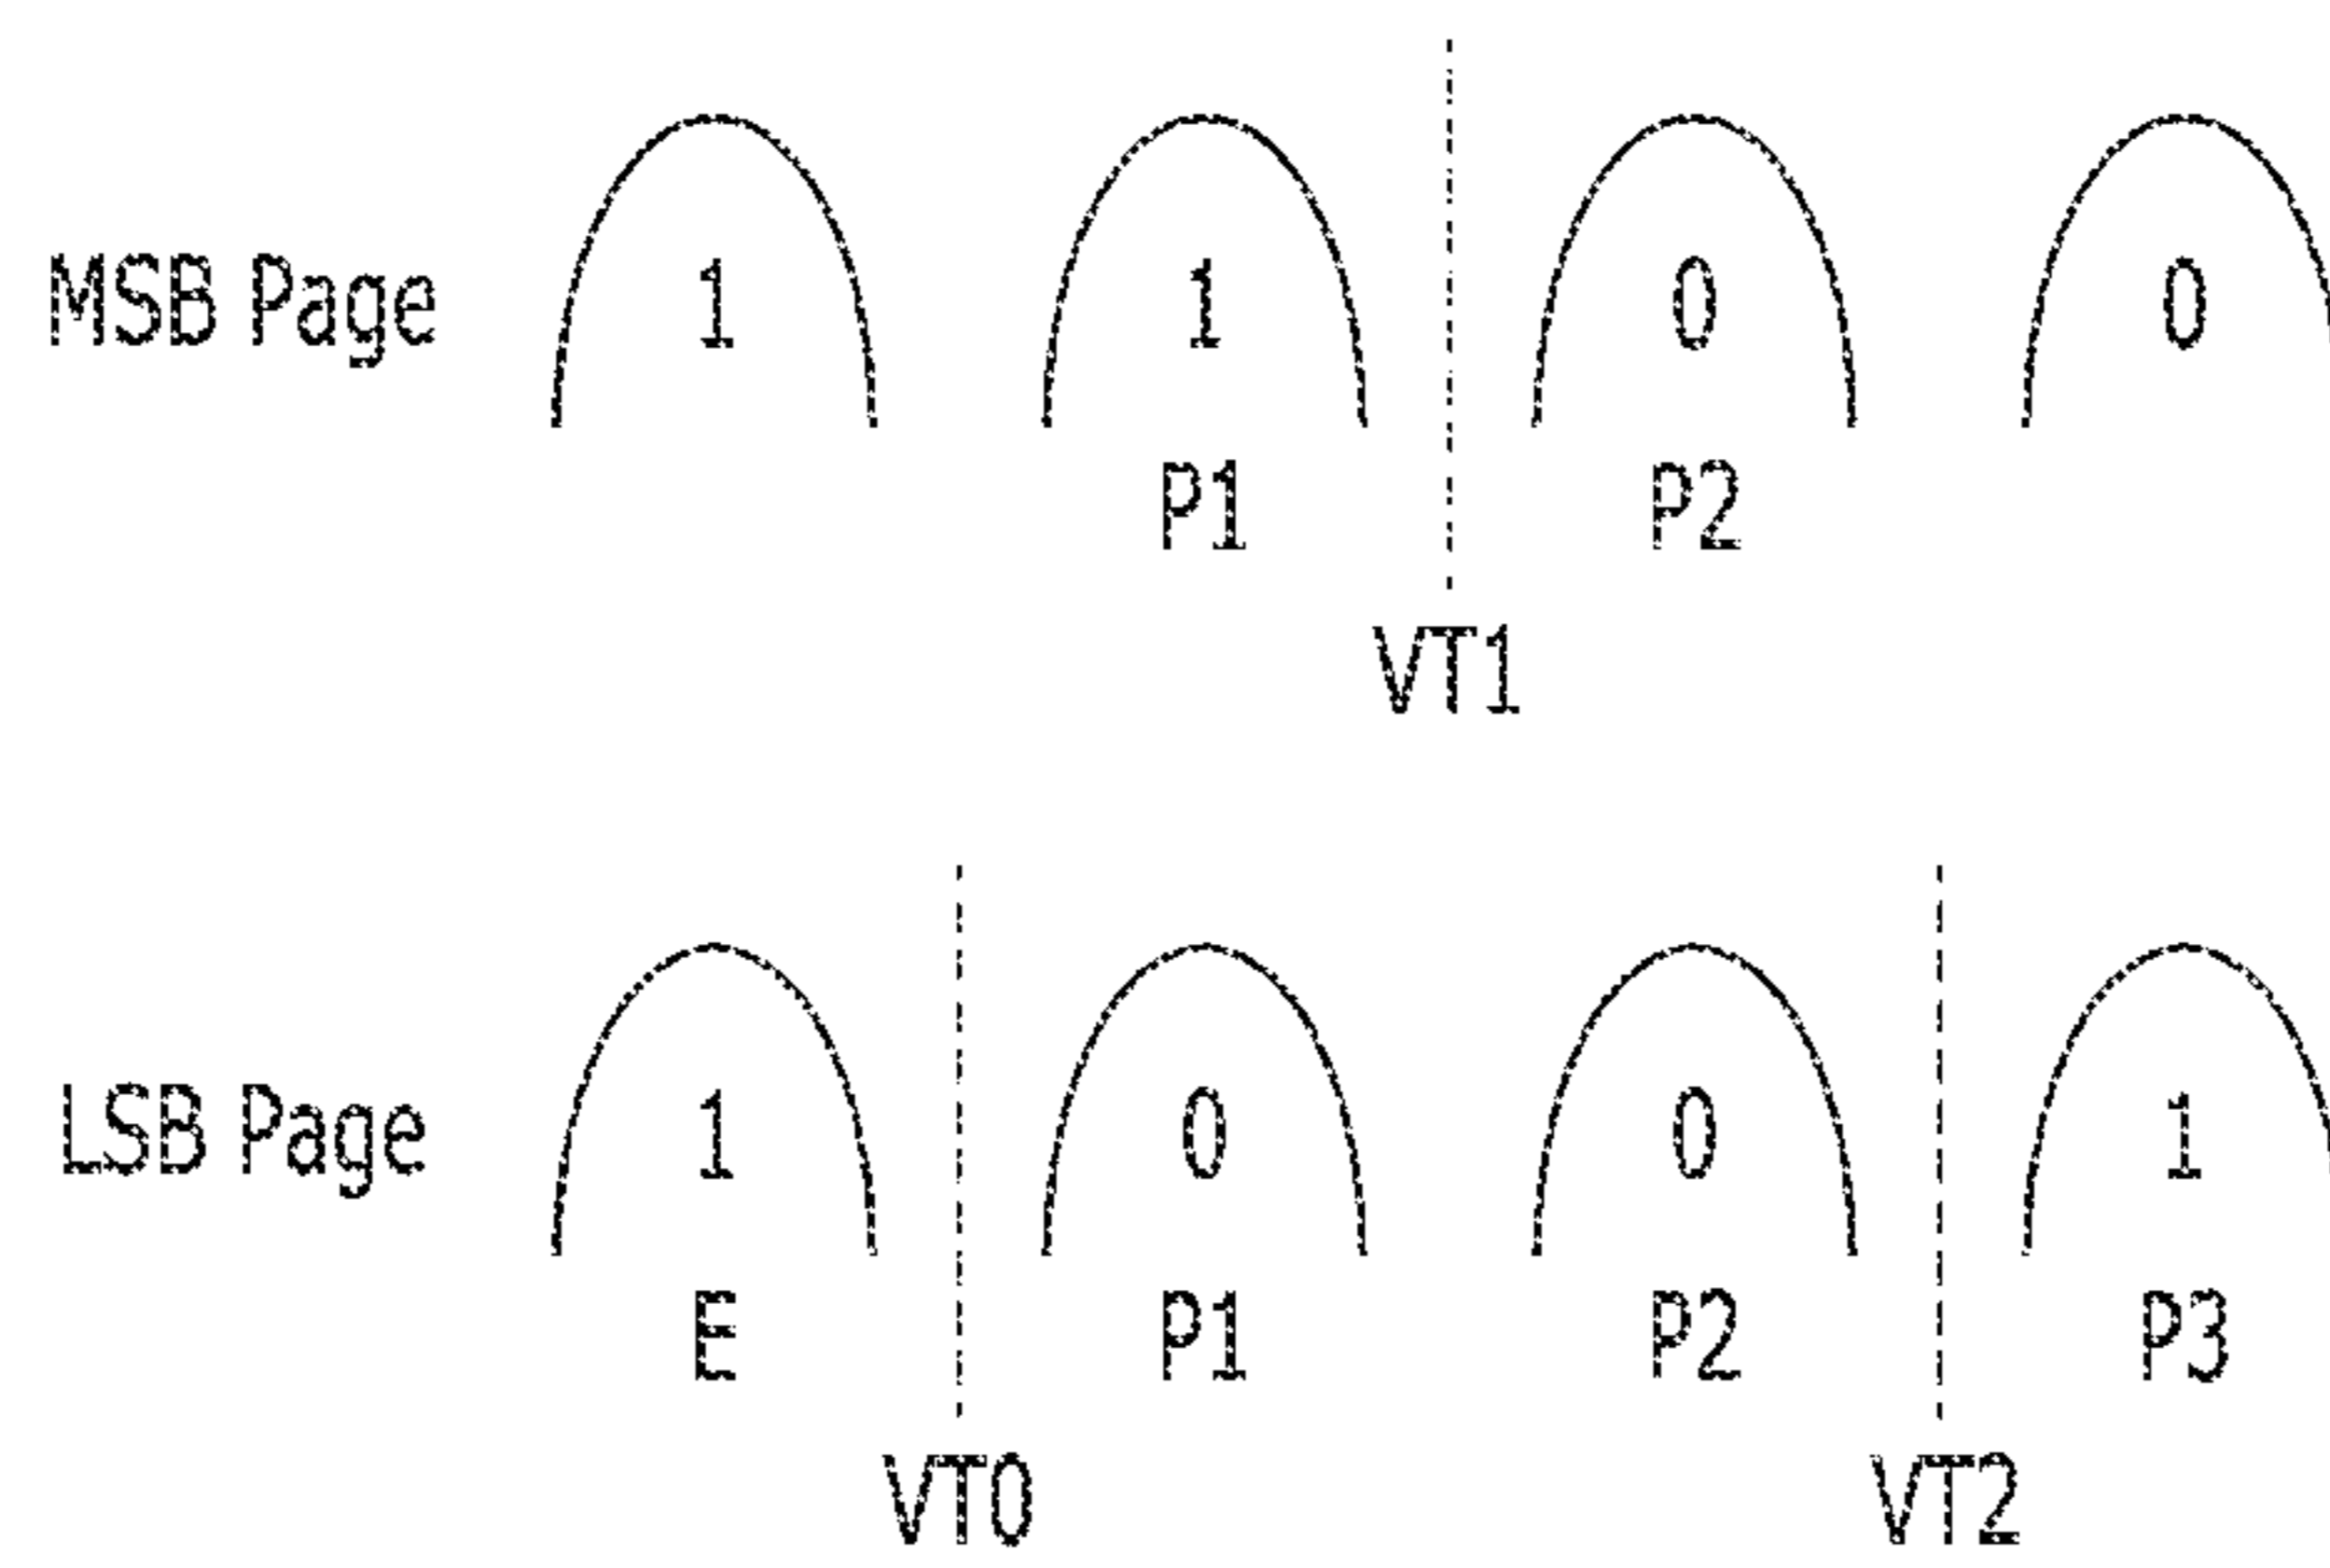 MSB Page 1 1 0 0
P1 P2
VT1
LSB Page 1 0 0 1
E P1 P2 P3
VT0 VT2